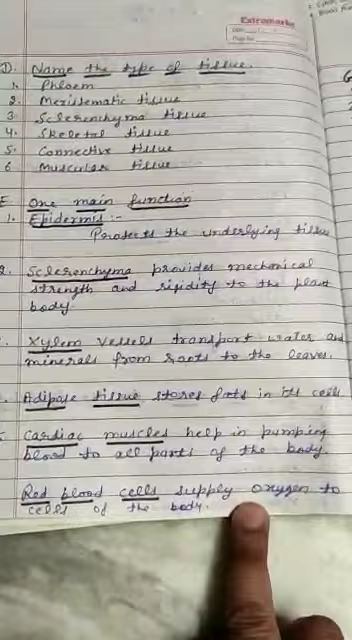 Extramarks
D. Name the type of tissue.
1. Phloem
2. Meristematic tissue
3. Sclerenchyma tissue
4. Skeletal tissue
5. Connective tissue
6 Muscular tissue
E. One main function
1. Epidermis :-
Protects the underlying tissue
2. Sclerenchyma provides mechanical
strength and rigidity to the plant
body.
Xylem vessels transport water and
minerals from roots to the leaves.
Adipose tissue stores fats in its cells
Cardiac muscles help in pumping
blood to all parts of the body.
Red blood cells supply oxygen to
cells of the body.